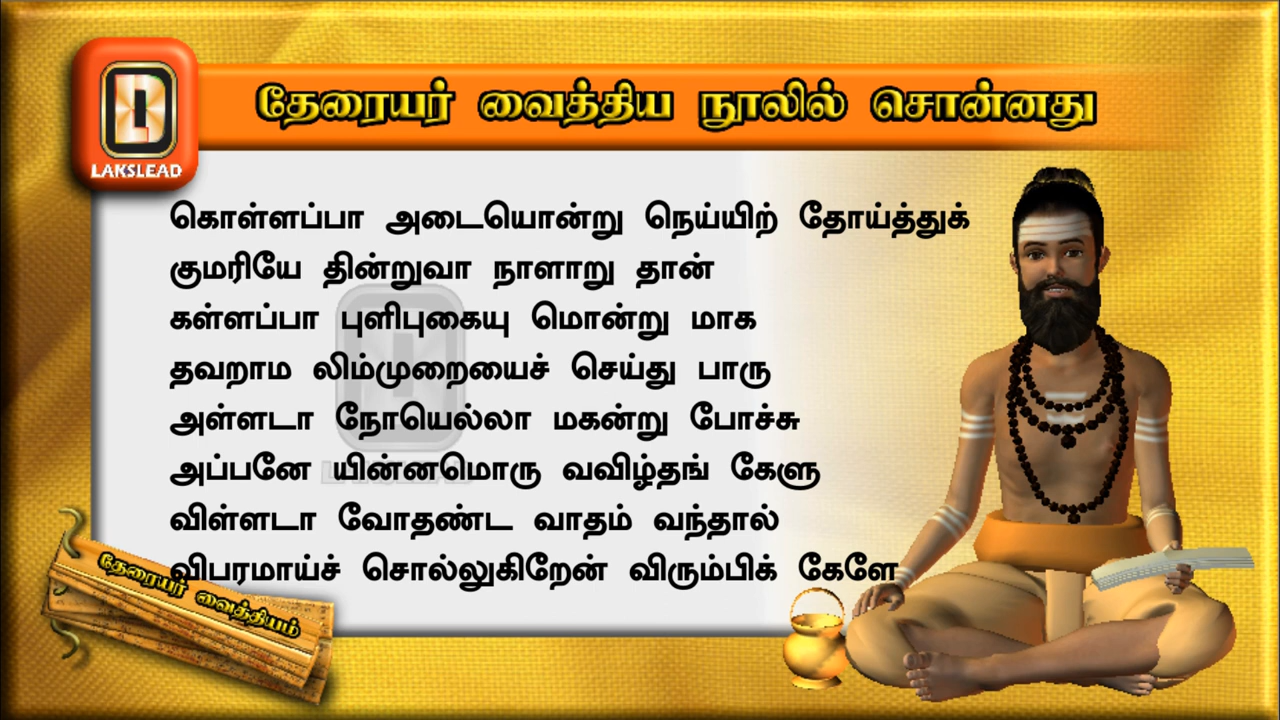 தேரையர் வைத்திய நூலில் சொன்னது
LAKSLEAD
கொள்ளப்பா அடையொன்று நெய்யிற் தோய்த்துக்
குமரியே தின்றுவா நாளாறு தான்
கள்ளப்பா புளிபுகையு மொன்று மாக
தவறாம லிம்முறையைச் செய்து பாரு
அள்ளடா நோயெல்லா மகன்று போச்சு
அப்பனே யின்னமொரு வவிழ்தங் கேளு
விள்ளடா வோதண்ட வாதம் வந்தால்
விபரமாய்ச் சொல்லுகிறேன் விரும்பிக் கேளே
தேரையர் வைத்தியம்